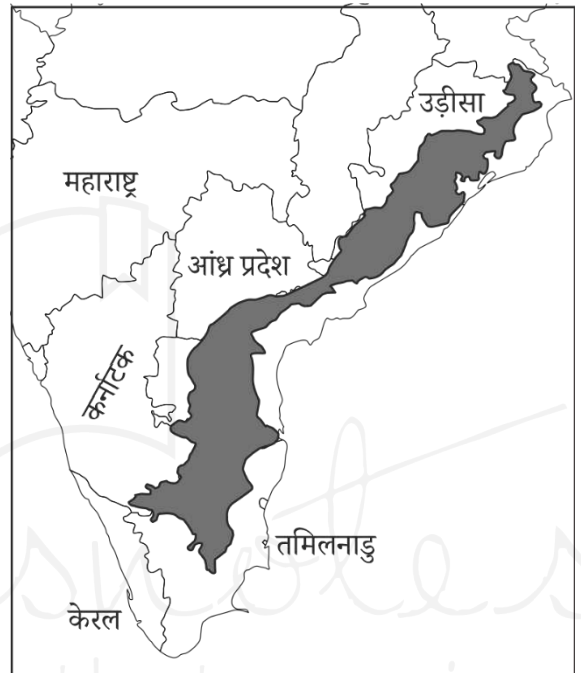 उड़ीसा
महाराष्ट्र
आंध्र प्रदेश
कर्नाटक
तमिलनाडु
केरल